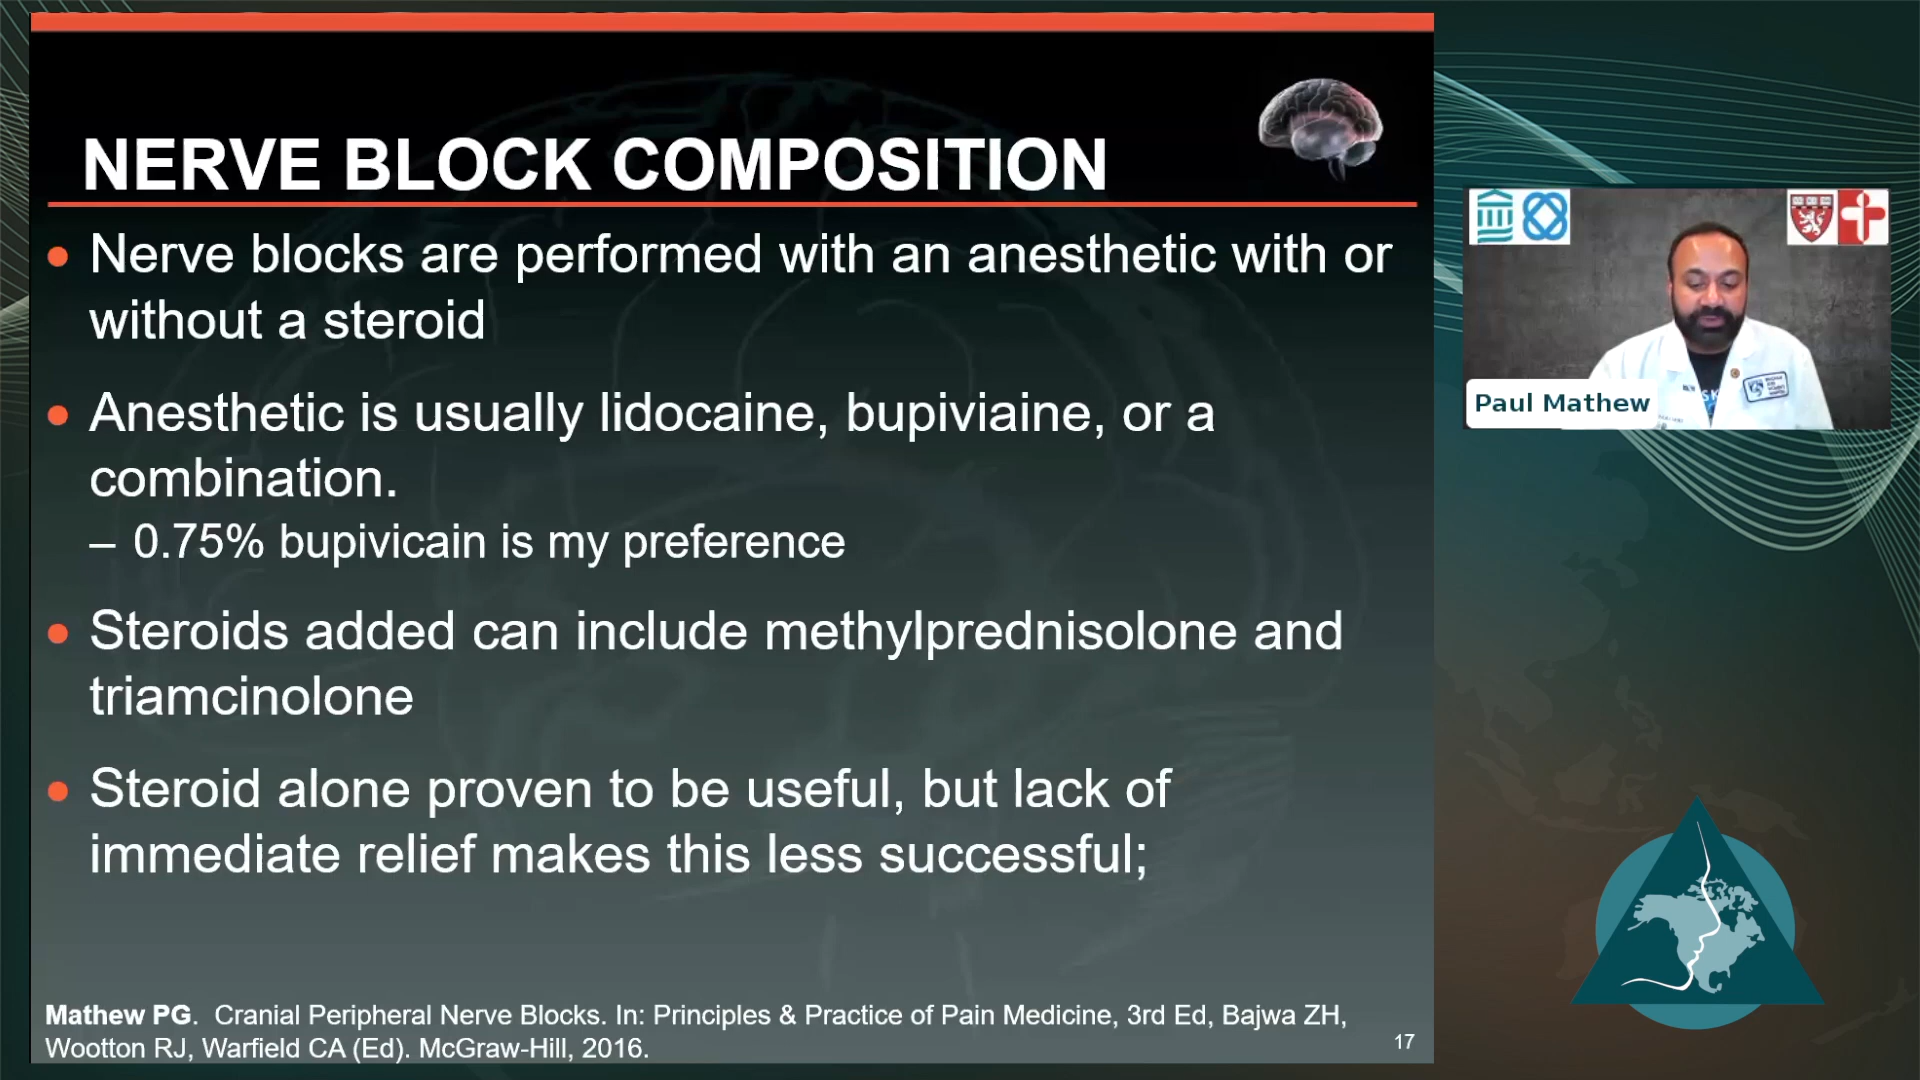 NERVE BLOCK COMPOSITION
Nerve blocks are performed with an anesthetic with or
without a steroid
Anesthetic is usually lidocaine, bupiviaine, or a
combination.
– 0.75% bupivicain is my preference
Steroids added can include methylprednisolone and
triamcinolone
Steroid alone proven to be useful, but lack of
immediate relief makes this less successful;
Mathew PG.  Cranial Peripheral Nerve Blocks. In: Principles & Practice of Pain Medicine, 3rd Ed, Bajwa ZH,
Wootton RJ, Warfield CA (Ed). McGraw-Hill, 2016.
17
Paul Mathew